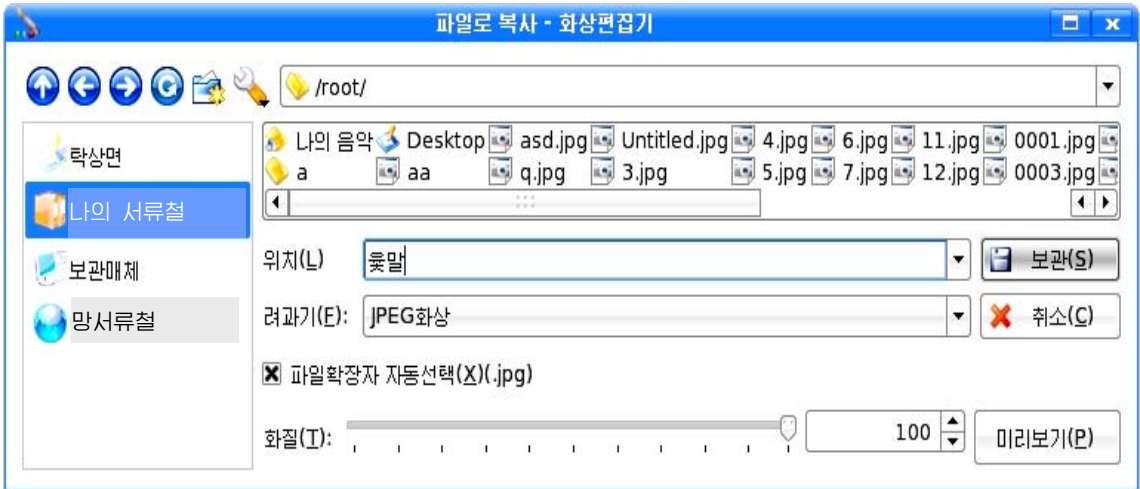 파일로 복사 - 화상편집기
/root/
탁상면
나의 서류철
보관매체
망서류철
나의 음악 Desktop asd.jpg Untitled.jpg 4.jpg 6.jpg 11.jpg 0001.jpg
a aa q.jpg 3.jpg 5.jpg 7.jpg 12.jpg 0003.jpg
위치(L) 윷말 보관(S)
려과기(F): JPEG화상 취소(C)
파일확장자 자동선택(X)(.jpg)
화질(T): 100 미리보기(P)